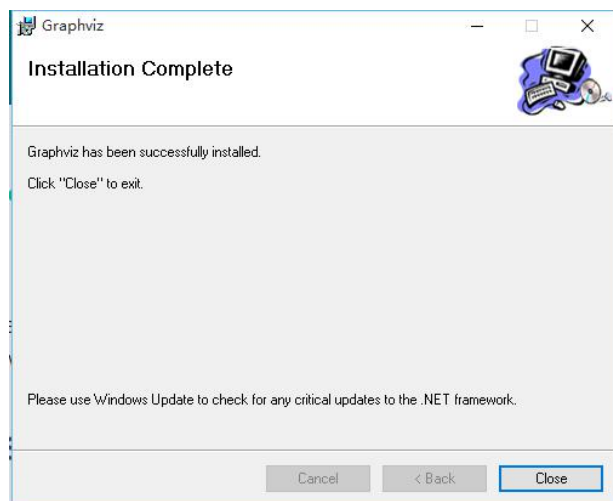 Graphviz
Installation Complete
Graphviz has been successfully installed.
Click "Close" to exit.
Please use Windows Update to check for any critical updates to the .NET framework.
Cancel
< Back
Close